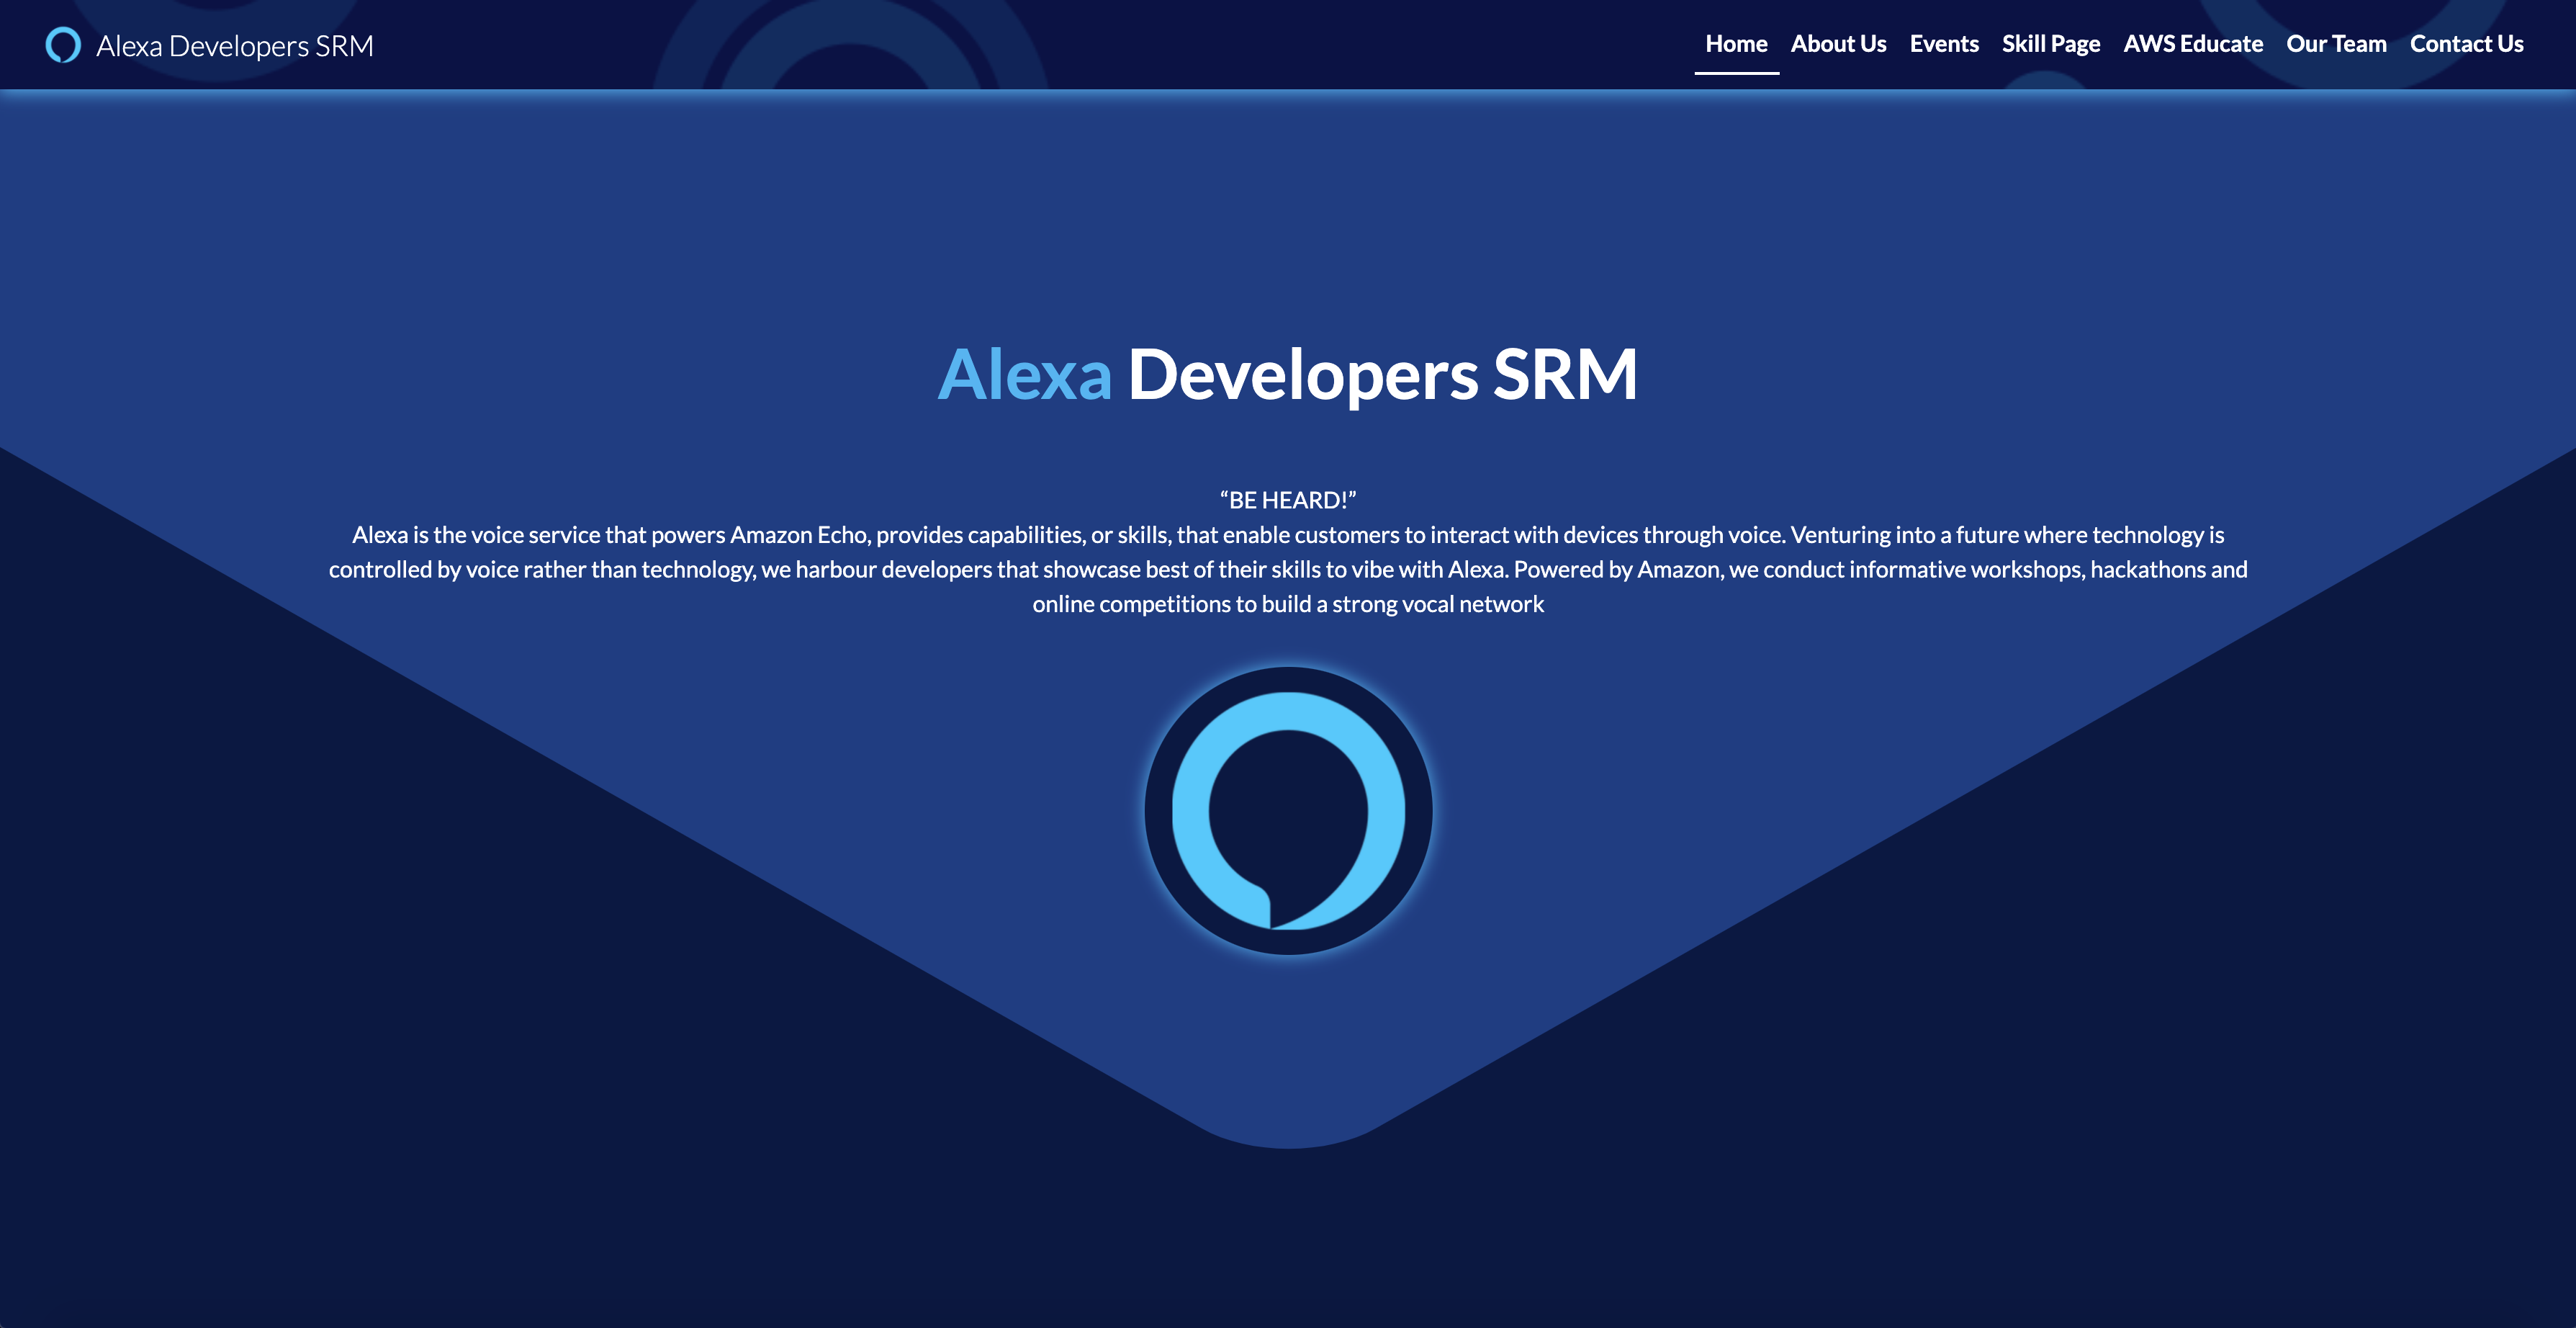 Alexa Developers SRM
Home About Us Events Skill Page AWS Educate Our Team Contact Us
Alexa Developers SRM
“BE HEARD!”
Alexa is the voice service that powers Amazon Echo, provides capabilities, or skills, that enable customers to interact with devices through voice. Venturing into a future where technology is
controlled by voice rather than technology, we harbour developers that showcase best of their skills to vibe with Alexa. Powered by Amazon, we conduct informative workshops, hackathons and
online competitions to build a strong vocal network